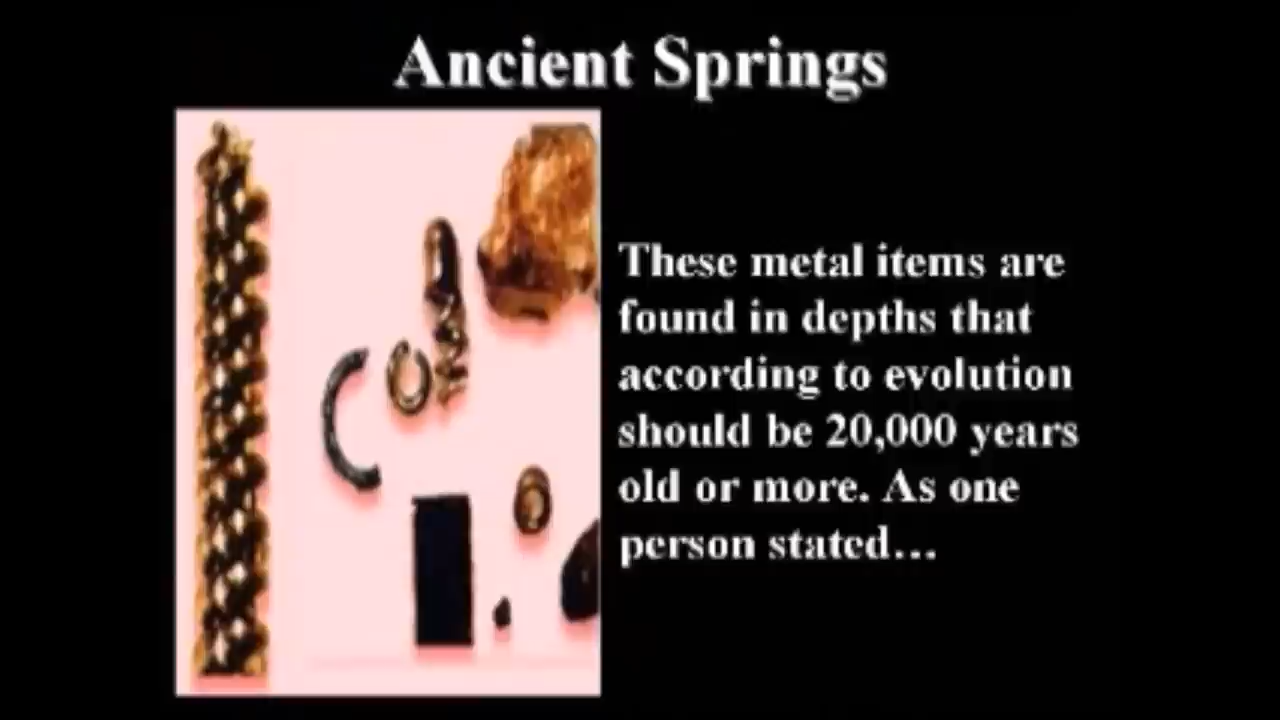 Ancient Springs
These metal items are
found in depths that
according to evolution
should be 20,000 years
old or more. As one
person stated...